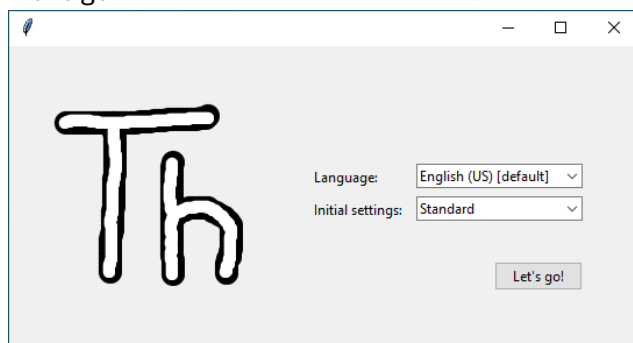 Th
Language: English (US) [default]
Initial settings: Standard
Let's go!